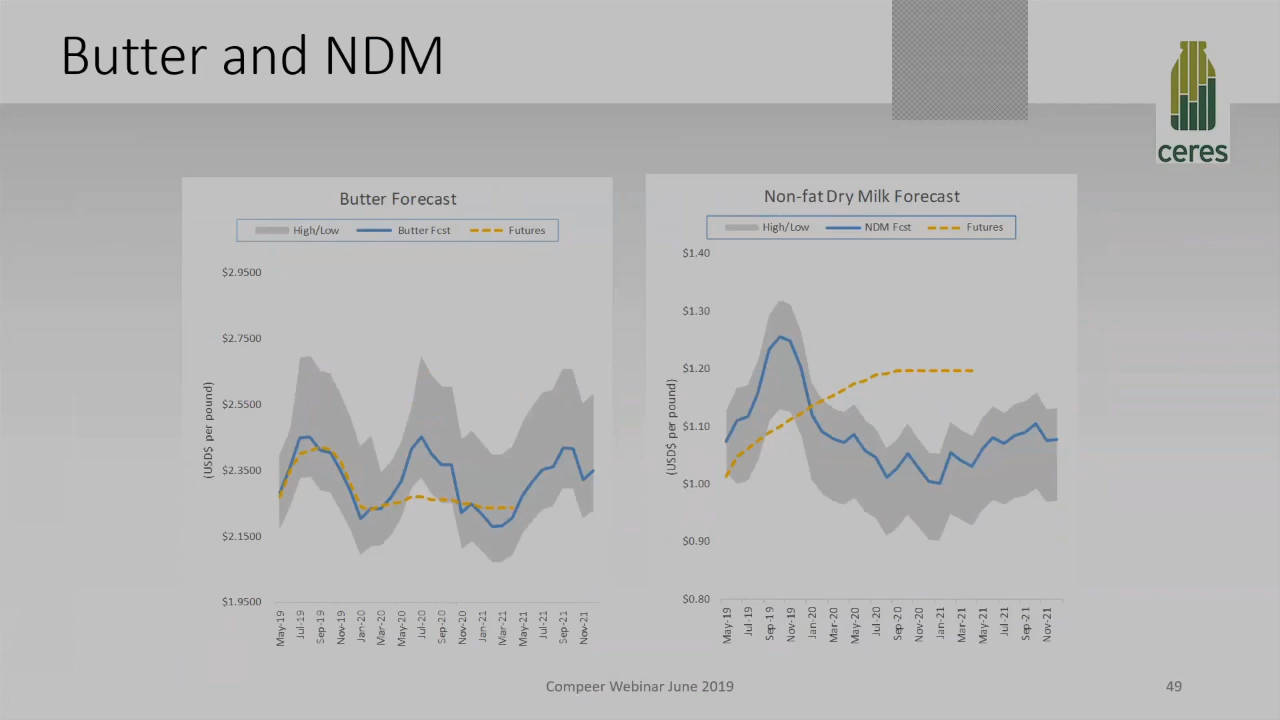 Butter and NDM
ceres
Butter Forecast
High/Low Butter Fcst Futures
$2.9500
$2.7500
$2.5500
$2.3500
$2.1500
$1.9500
(USD$ per pound)
May-19 Jul-19 Sep-19 Nov-19 Jan-20 Mar-20 May-20 Jul-20 Sep-20 Nov-20 Jan-21 Mar-21 May-21 Jul-21 Sep-21 Nov-21
Non-fat Dry Milk Forecast
High/Low NDM Fcst Futures
$1.40
$1.30
$1.20
$1.10
$1.00
$0.90
$0.80
(USD$ per pound)
May-19 Jul-19 Sep-19 Nov-19 Jan-20 Mar-20 May-20 Jul-20 Sep-20 Nov-20 Jan-21 Mar-21 May-21 Jul-21 Sep-21 Nov-21
Compeer Webinar June 2019
49